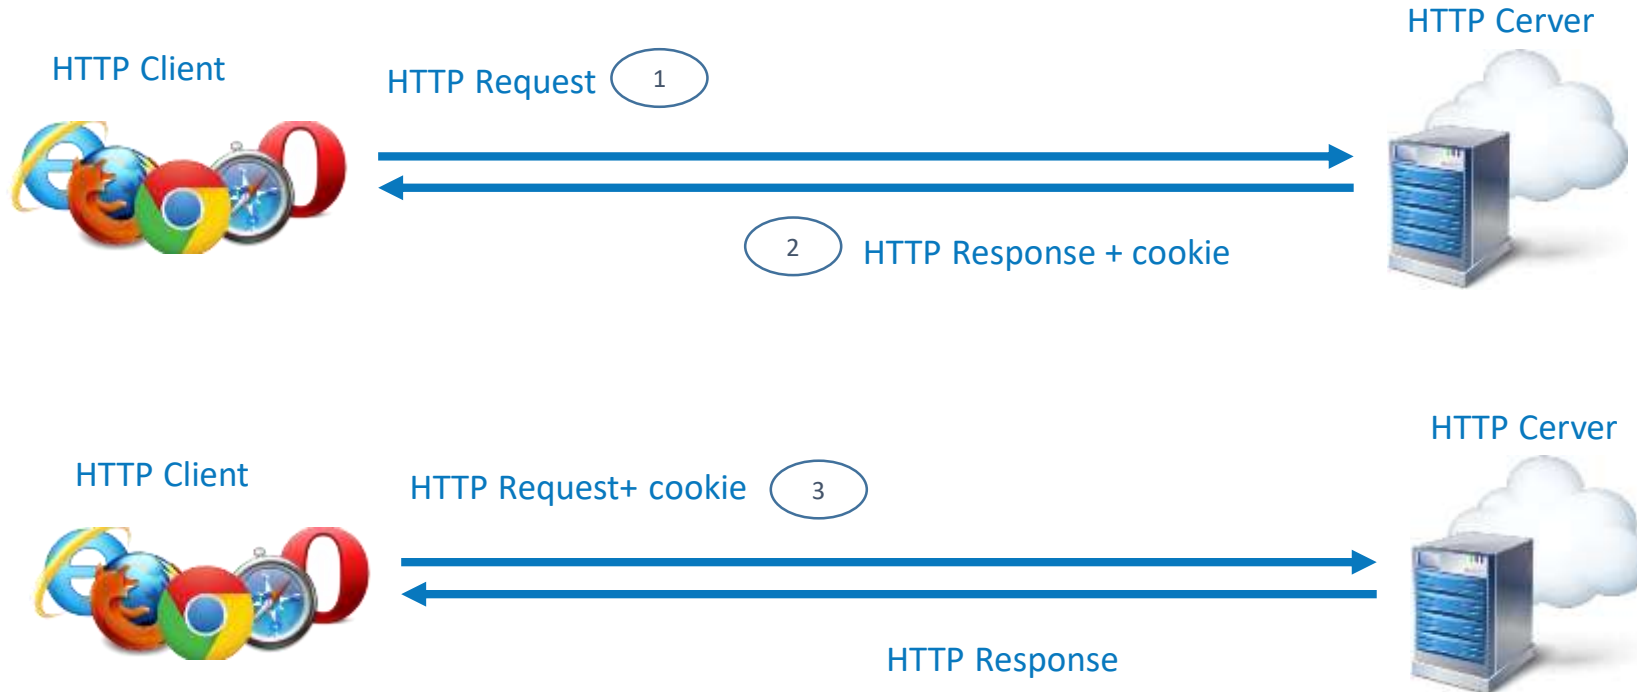 HTTP Cerver
HTTP Client
HTTP Request 1
2 HTTP Response + cookie
HTTP Cerver
HTTP Client
HTTP Request+ cookie 3
HTTP Response